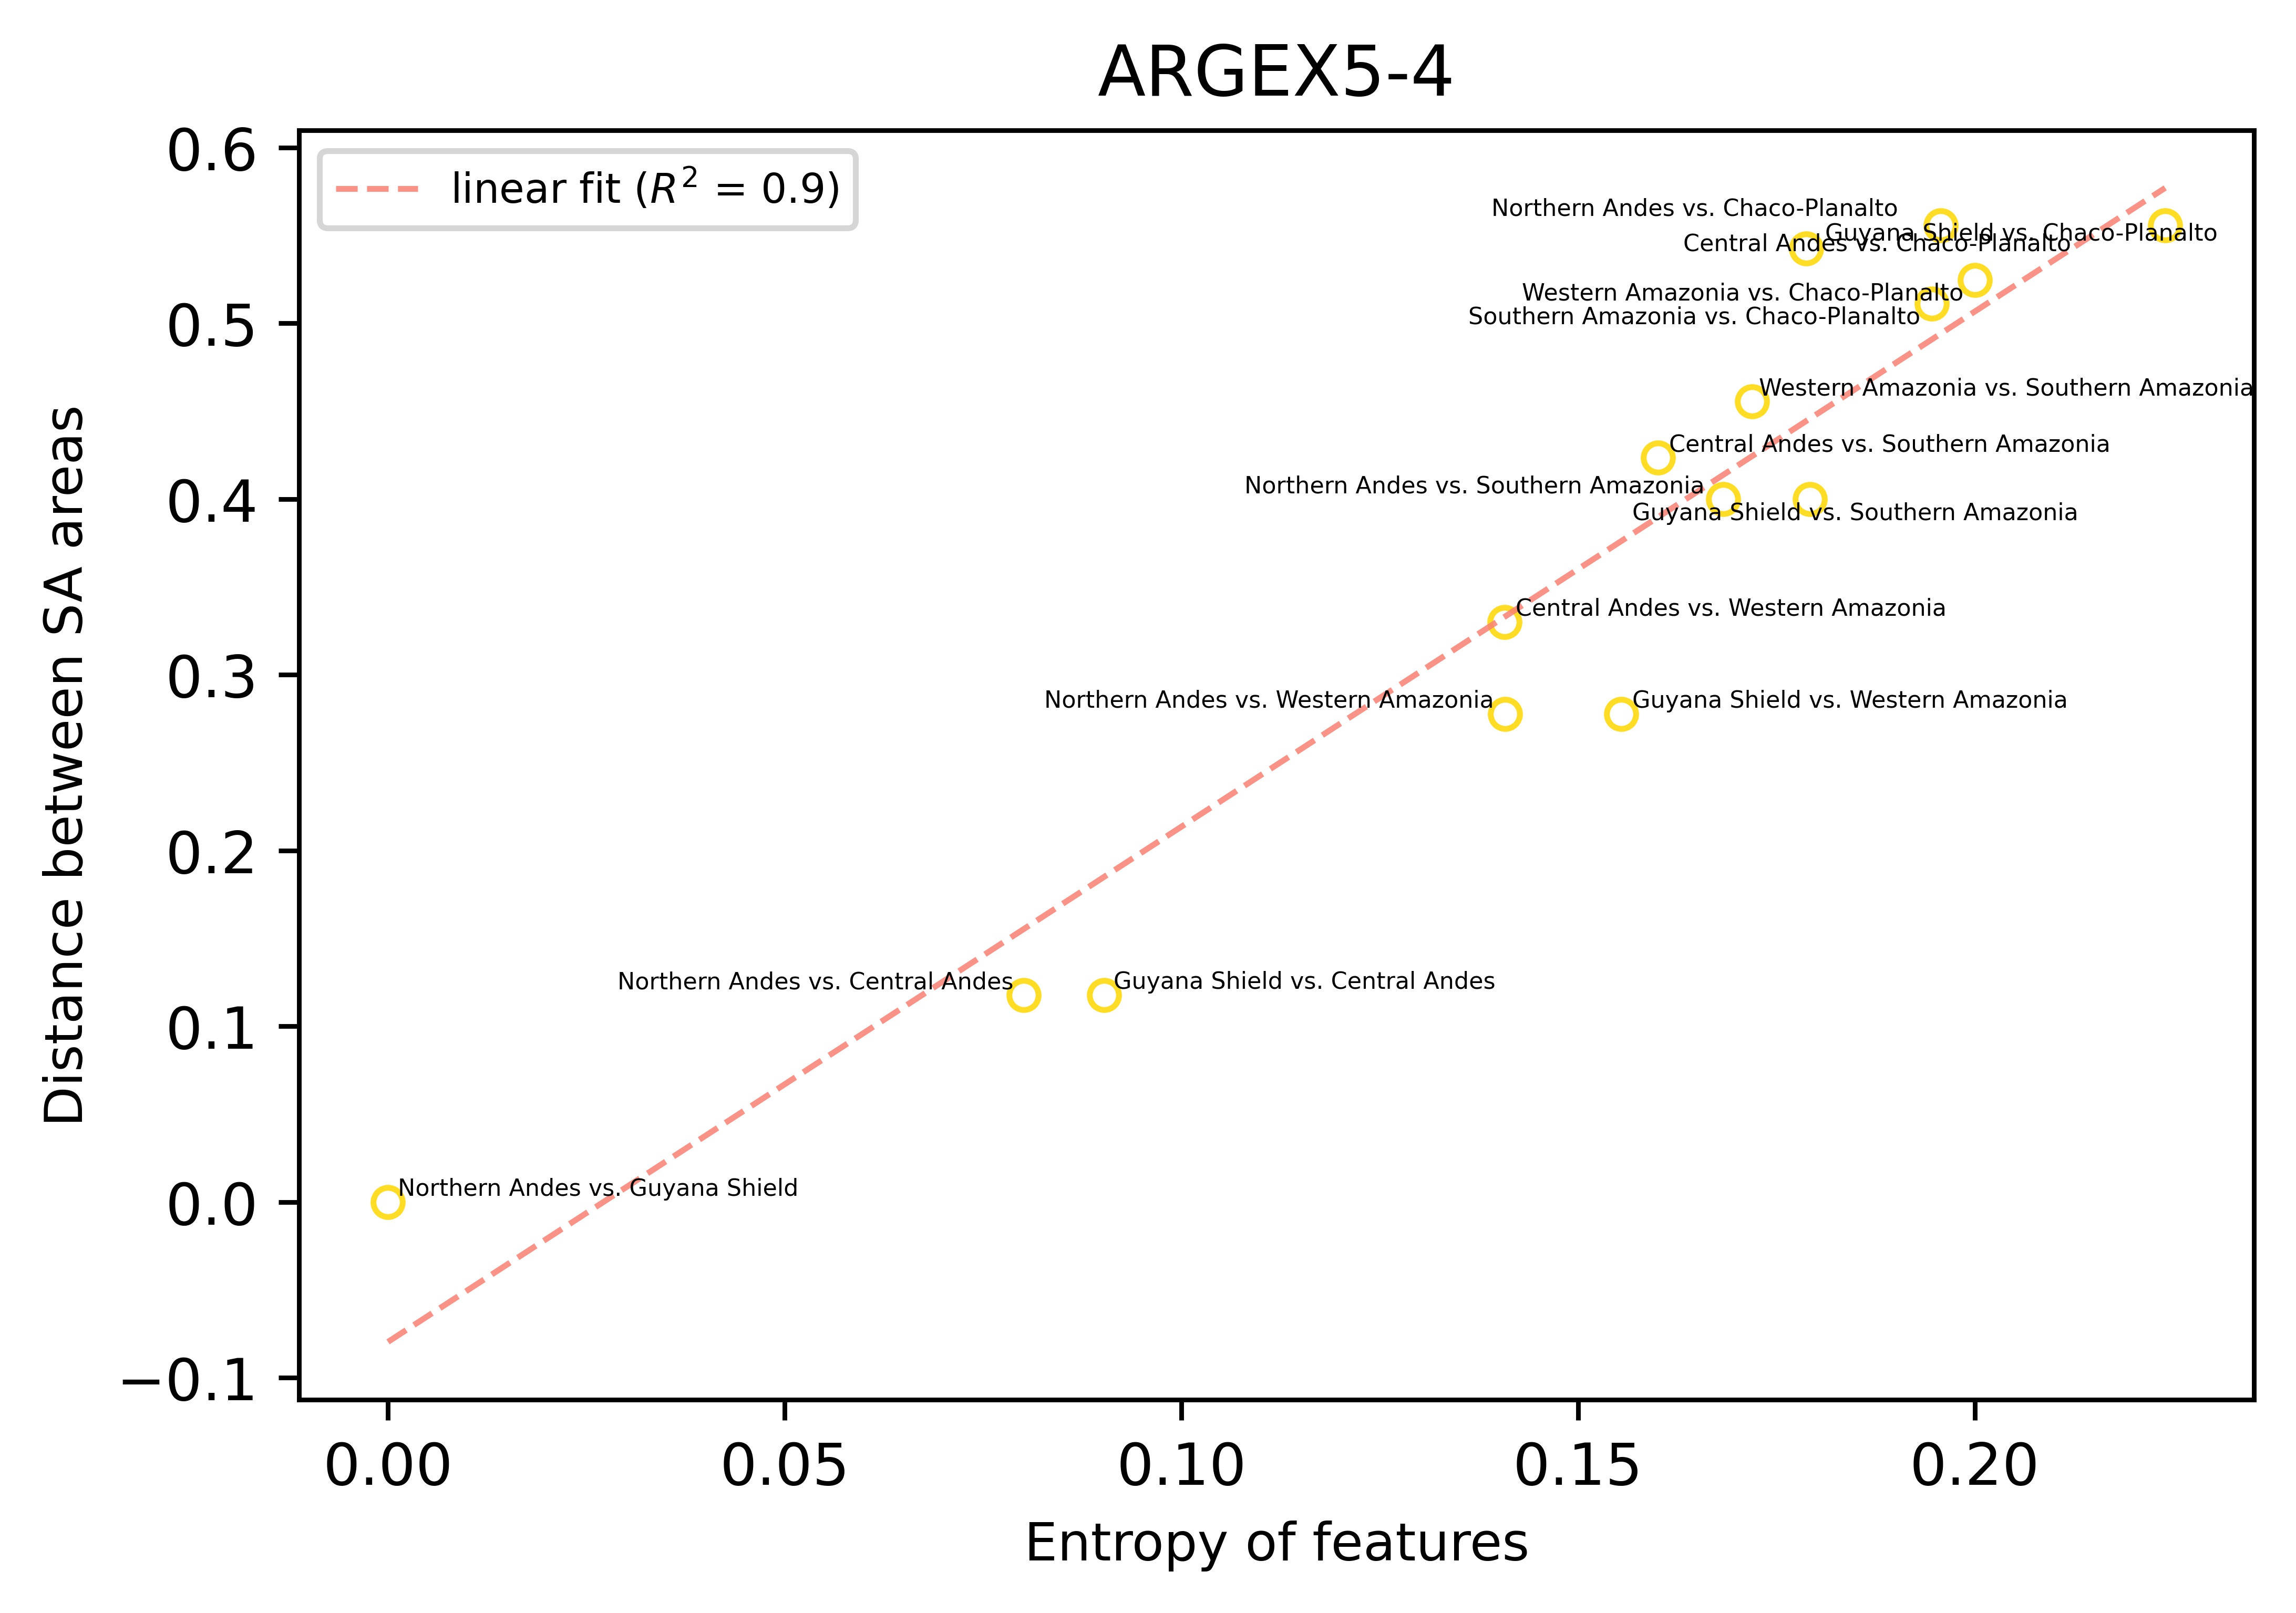 ARGEX5-4
0.6
0.5
0.4
0.3
0.2
0.1
0.0
−0.1
Distance between SA areas
linear fit (R² = 0.9)
Northern Andes vs. Chaco-Planalto
Guyana Shield vs. Chaco-Planalto
Central Andes vs. Chaco-Planalto
Western Amazonia vs. Chaco-Planalto
Southern Amazonia vs. Chaco-Planalto
Western Amazonia vs. Southern Amazonia
Central Andes vs. Southern Amazonia
Northern Andes vs. Southern Amazonia
Guyana Shield vs. Southern Amazonia
Central Andes vs. Western Amazonia
Northern Andes vs. Western Amazonia
Guyana Shield vs. Western Amazonia
Northern Andes vs. Central Andes
Guyana Shield vs. Central Andes
Northern Andes vs. Guyana Shield
0.00
0.05
0.10
0.15
0.20
Entropy of features